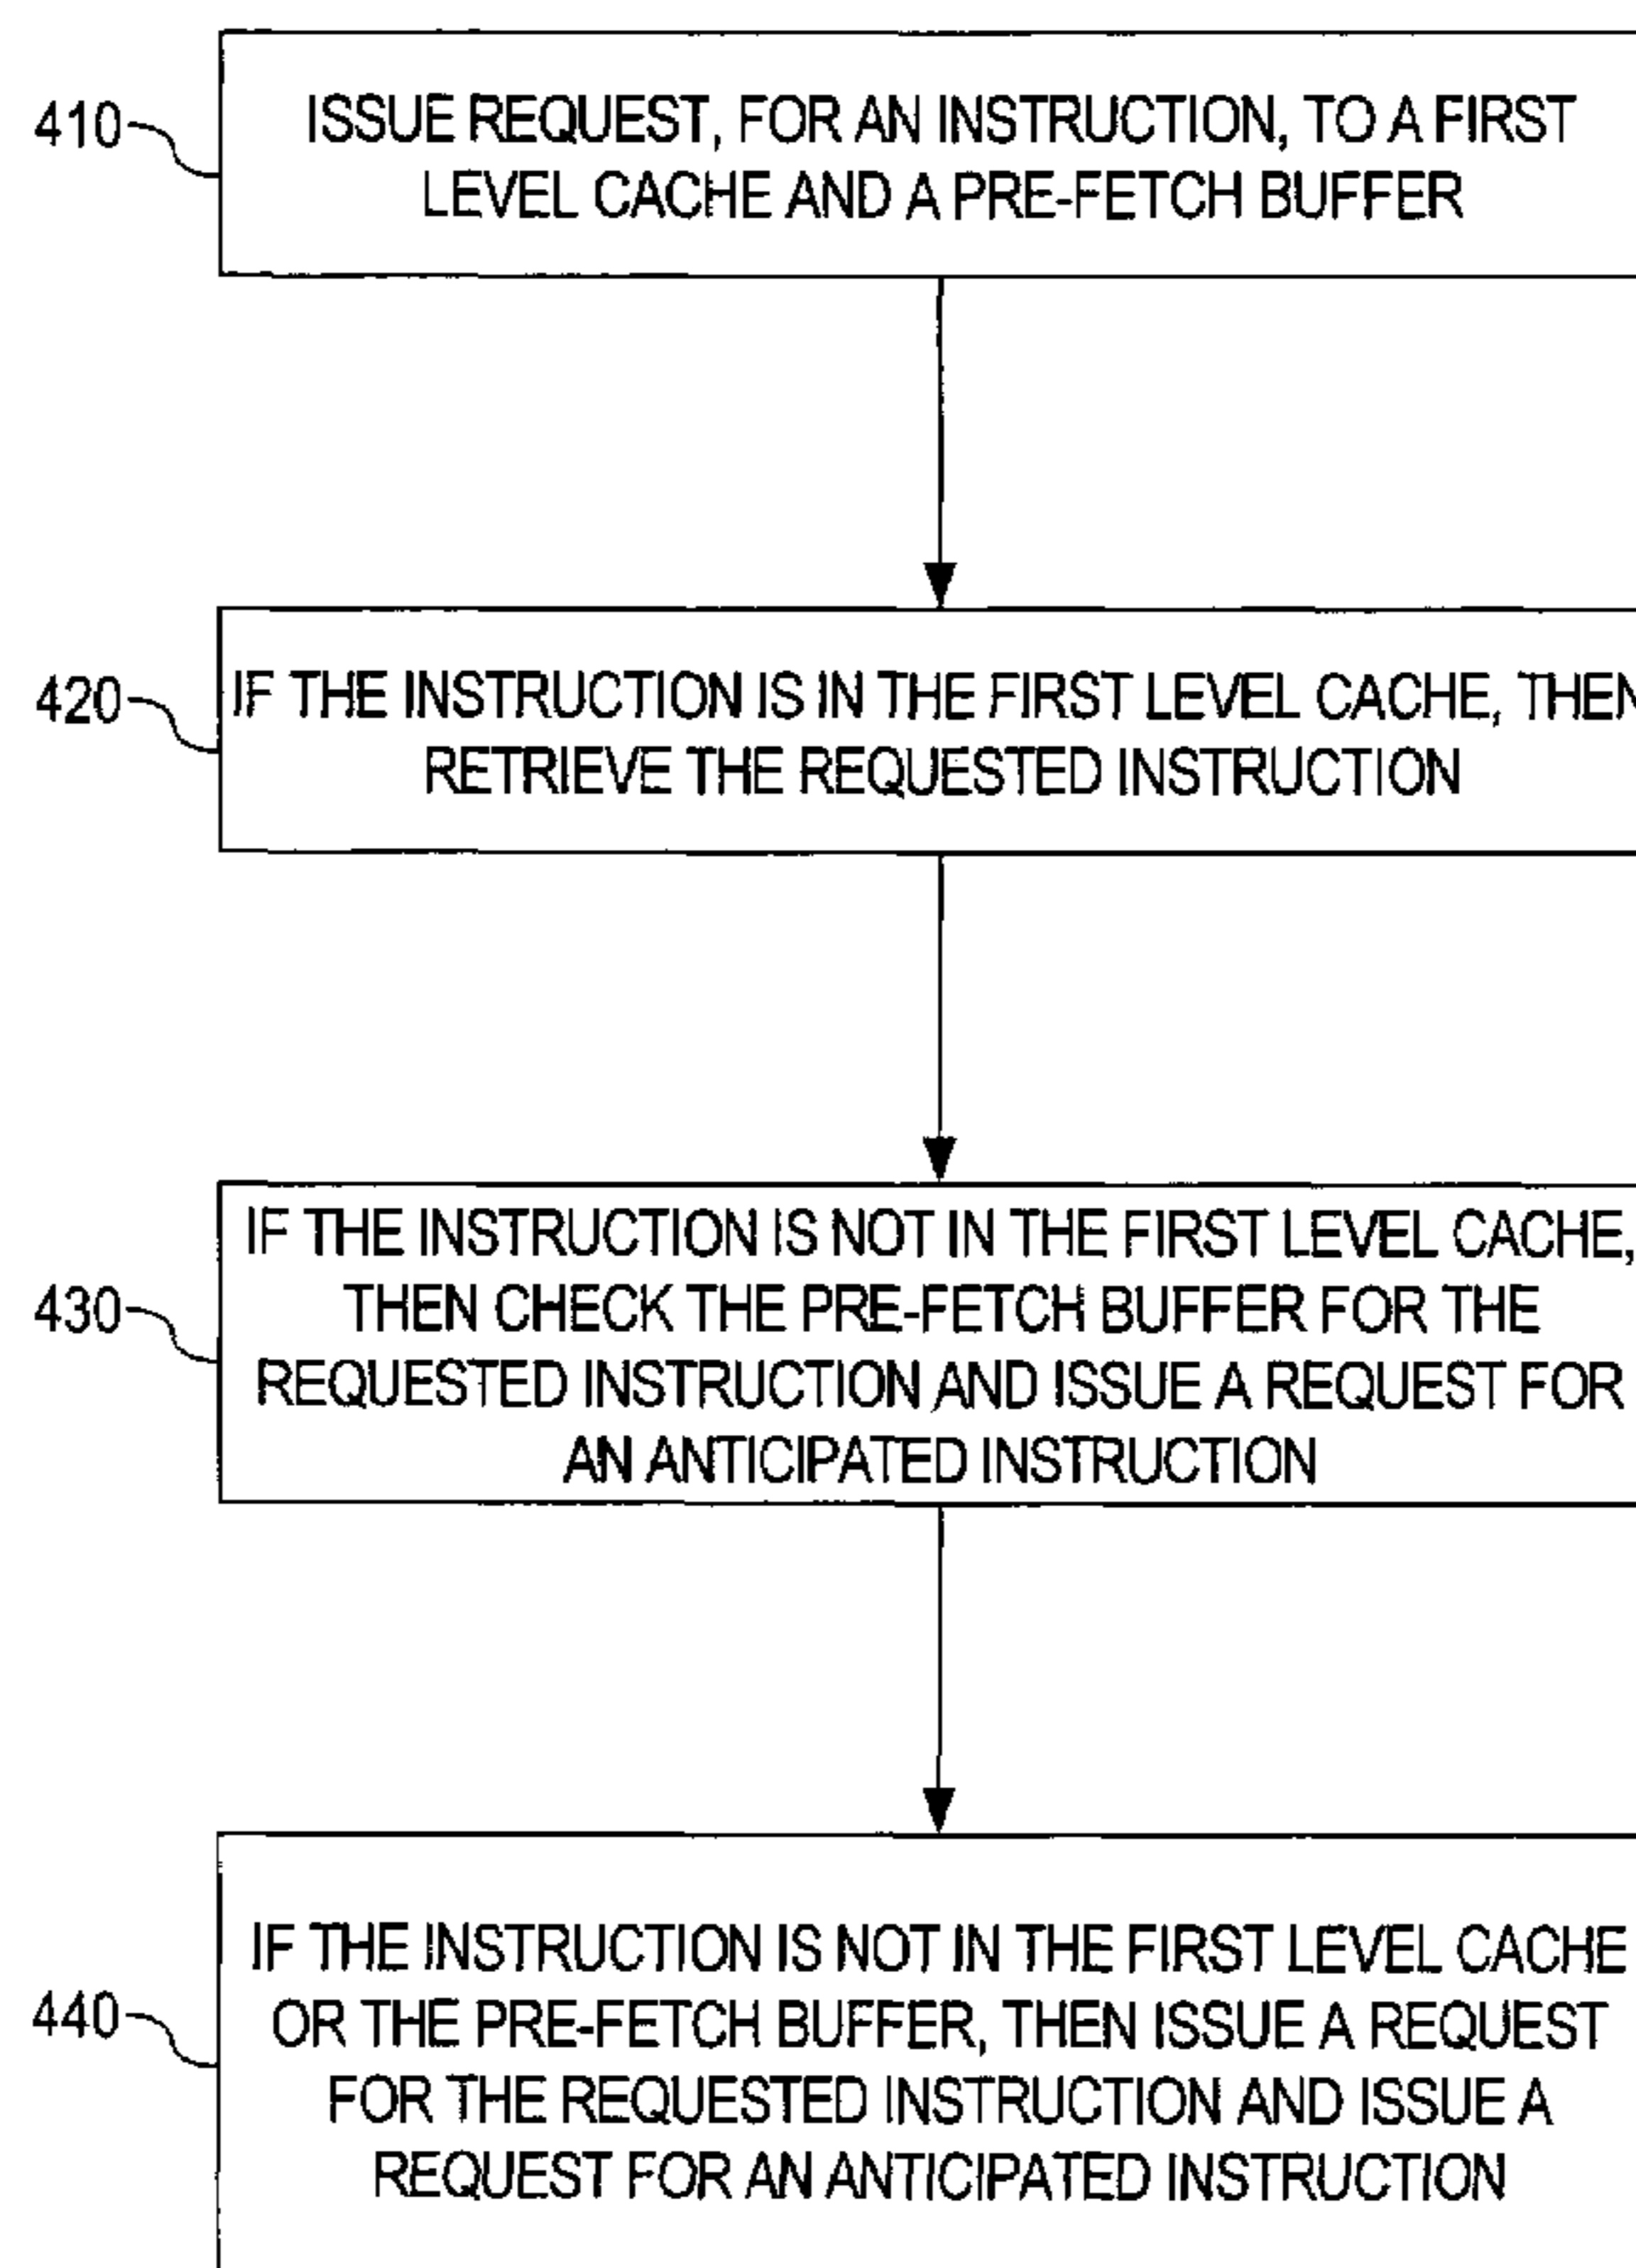 410
ISSUE REQUEST, FOR AN INSTRUCTION, TO A FIRST
LEVEL CACHE AND A PRE-FETCH BUFFER
420
IF THE INSTRUCTION IS IN THE FIRST LEVEL CACHE, THEN
RETRIEVE THE REQUESTED INSTRUCTION
430
IF THE INSTRUCTION IS NOT IN THE FIRST LEVEL CACHE,
THEN CHECK THE PRE-FETCH BUFFER FOR THE
REQUESTED INSTRUCTION AND ISSUE A REQUEST FOR
AN ANTICIPATED INSTRUCTION
440
IF THE INSTRUCTION IS NOT IN THE FIRST LEVEL CACHE
OR THE PRE-FETCH BUFFER, THEN ISSUE A REQUEST
FOR THE REQUESTED INSTRUCTION AND ISSUE A
REQUEST FOR AN ANTICIPATED INSTRUCTION